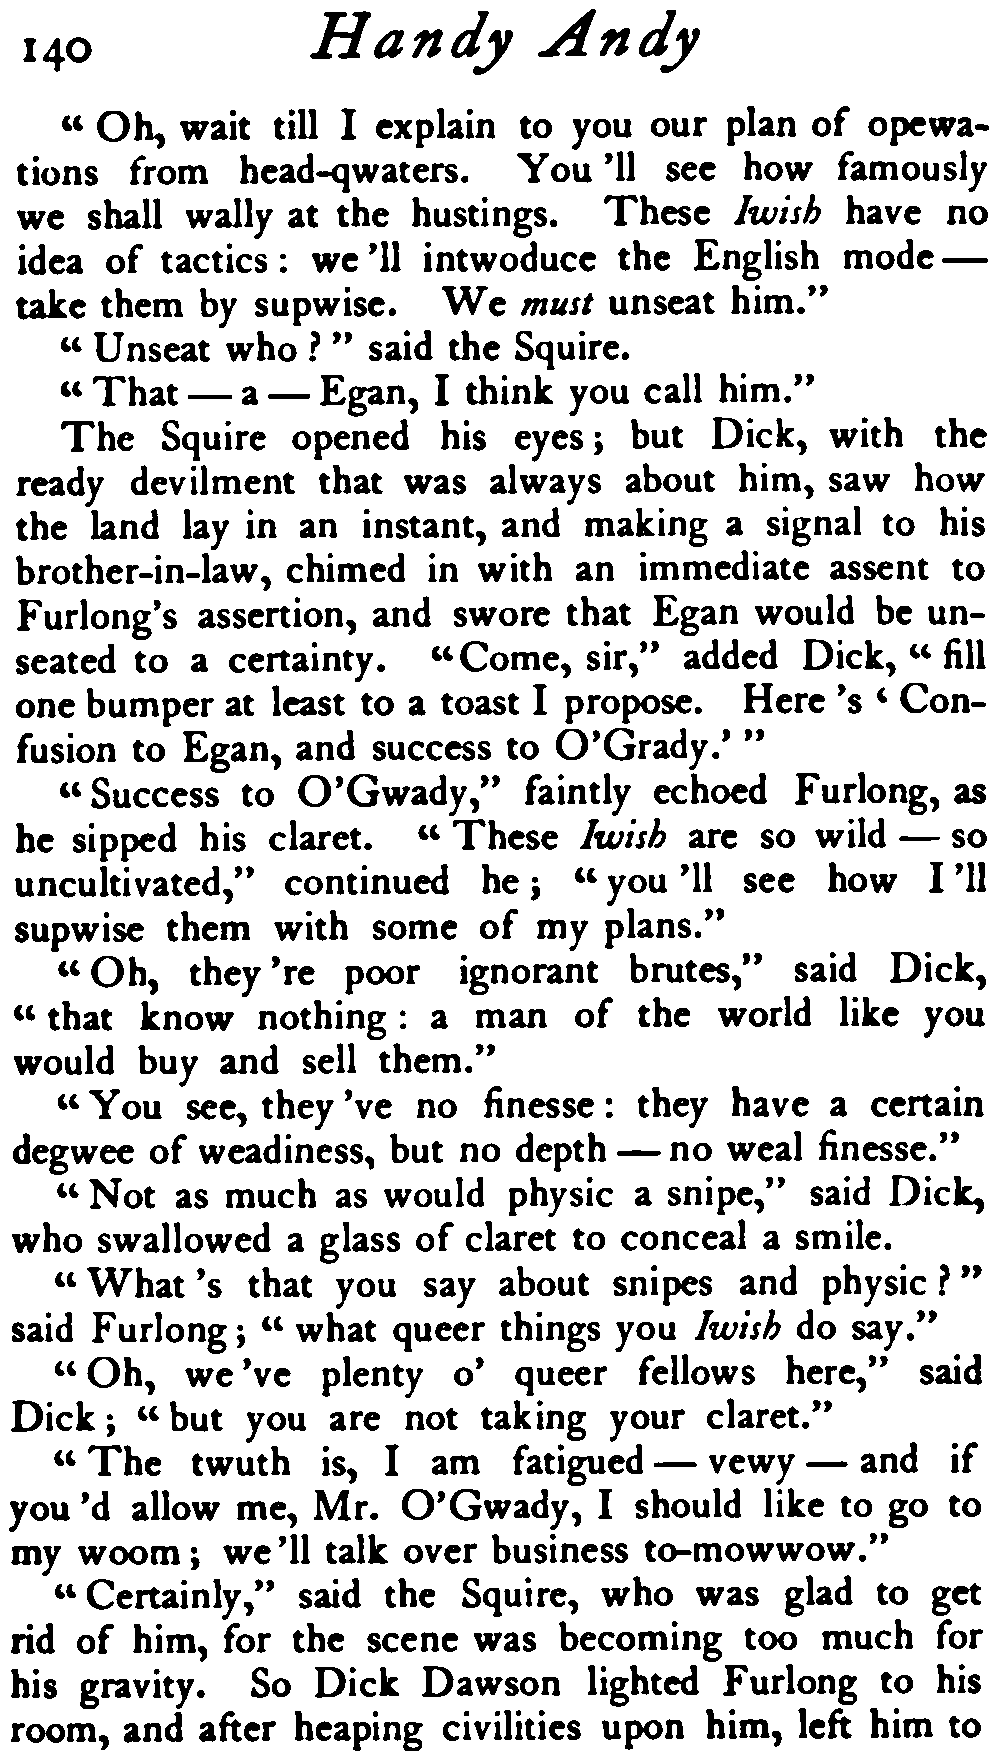 140 Handy Andy
“ Oh, wait till I explain to you our plan of opewa-
tions from head-qwaters. You ’ll see how famously
we shall wally at the hustings. These Iwish have no
idea of tactics : we ’ll intwoduce the English mode —
take them by supwise. We must unseat him.”
“ Unseat who ? ” said the Squire.
“ That — a — Egan, I think you call him.”
The Squire opened his eyes ; but Dick, with the
ready devilment that was always about him, saw how
the land lay in an instant, and making a signal to his
brother-in-law, chimed in with an immediate assent to
Furlong’s assertion, and swore that Egan would be un-
seated to a certainty. “ Come, sir,” added Dick, “ fill
one bumper at least to a toast I propose. Here ’s ‘ Con-
fusion to Egan, and success to O’Grady.’ ”
“ Success to O’Gwady,” faintly echoed Furlong, as
he sipped his claret. “ These Iwish are so wild — so
uncultivated,” continued he ; “ you ’ll see how I ’ll
supwise them with some of my plans.”
“ Oh, they ’re poor ignorant brutes,” said Dick,
“ that know nothing : a man of the world like you
would buy and sell them.”
“ You see, they ’ve no finesse : they have a certain
degwee of weadiness, but no depth — no weal finesse.”
“ Not as much as would physic a snipe,” said Dick,
who swallowed a glass of claret to conceal a smile.
“ What ’s that you say about snipes and physic ? ”
said Furlong ; “ what queer things you Iwish do say.”
“ Oh, we ’ve plenty o’ queer fellows here,” said
Dick ; “ but you are not taking your claret.”
“ The twuth is, I am fatigued — vewy — and if
you ’d allow me, Mr. O’Gwady, I should like to go to
my woom ; we ’ll talk over business to-mowwow.”
“ Certainly,” said the Squire, who was glad to get
rid of him, for the scene was becoming too much for
his gravity. So Dick Dawson lighted Furlong to his
room, and after heaping civilities upon him, left him to